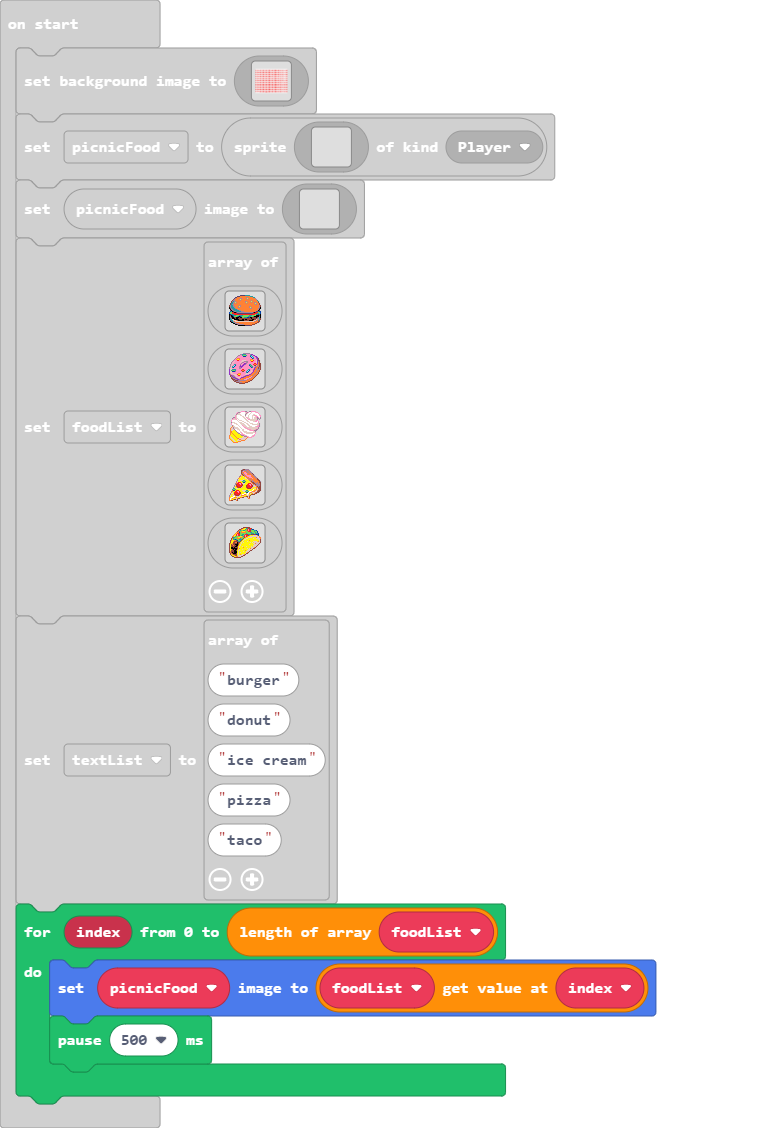 on start
set background image to
set picnicFood to sprite of kind Player
set picnicFood image to
array of
set foodList to
array of
"burger"
"donut"
set textList to "ice cream"
"pizza"
"taco"
for index from 0 to length of array foodList
do
set picnicFood image to foodList get value at index
pause 500 ms